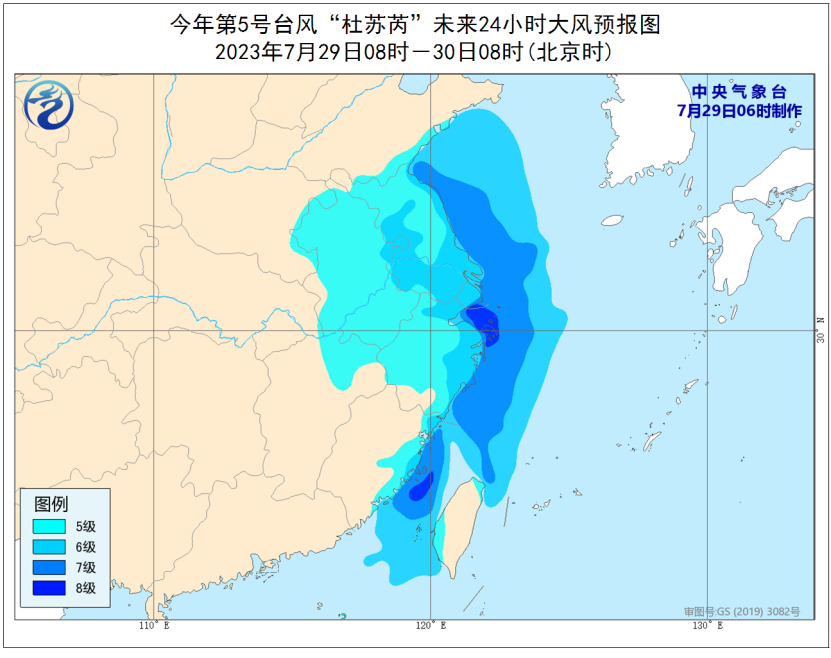 今年第5号台风“杜苏芮”未来24小时大风预报图
2023年7月29日08时－30日08时(北京时)
中央气象台
7月29日06时制作
30° N
图例
5级
6级
7级
8级
审图号:GS (2019) 3082号
110° E
120° E
130° E